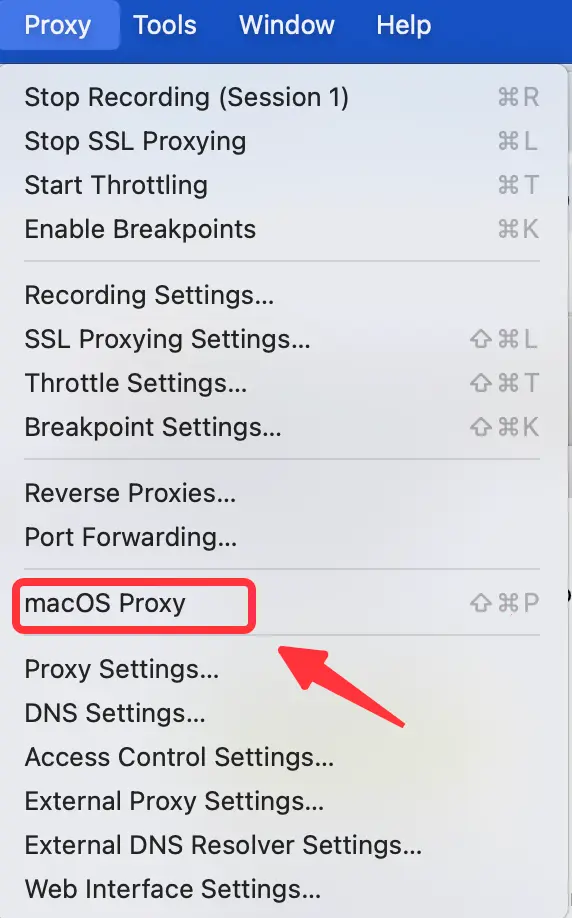 Proxy Tools Window Help
Stop Recording (Session 1) ⌘R
Stop SSL Proxying ⌘L
Start Throttling ⌘T
Enable Breakpoints ⌘K
Recording Settings...
SSL Proxying Settings... ⇧⌘L
Throttle Settings... ⇧⌘T
Breakpoint Settings... ⇧⌘K
Reverse Proxies...
Port Forwarding...
macOS Proxy ⇧⌘P
Proxy Settings...
DNS Settings...
Access Control Settings...
External Proxy Settings...
External DNS Resolver Settings...
Web Interface Settings...